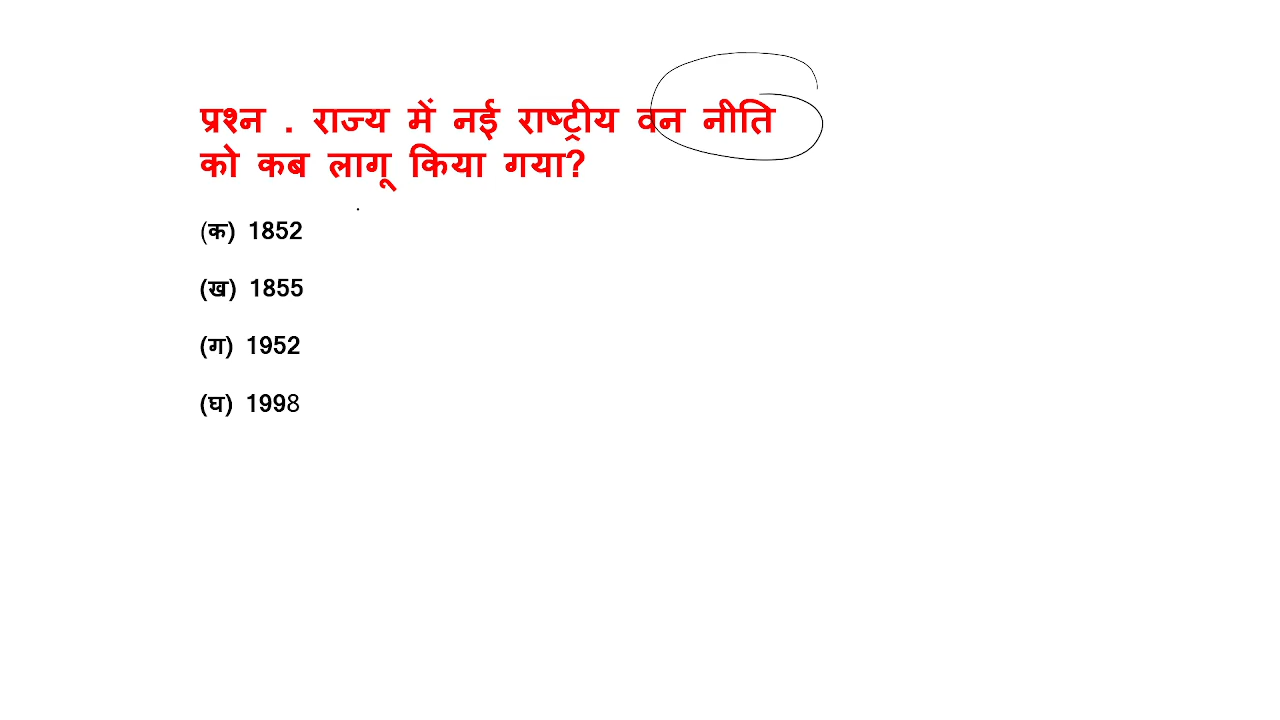 प्रश्न . राज्य में नई राष्ट्रीय वन नीति
को कब लागू किया गया?
(क) 1852
(ख) 1855
(ग) 1952
(घ) 1998